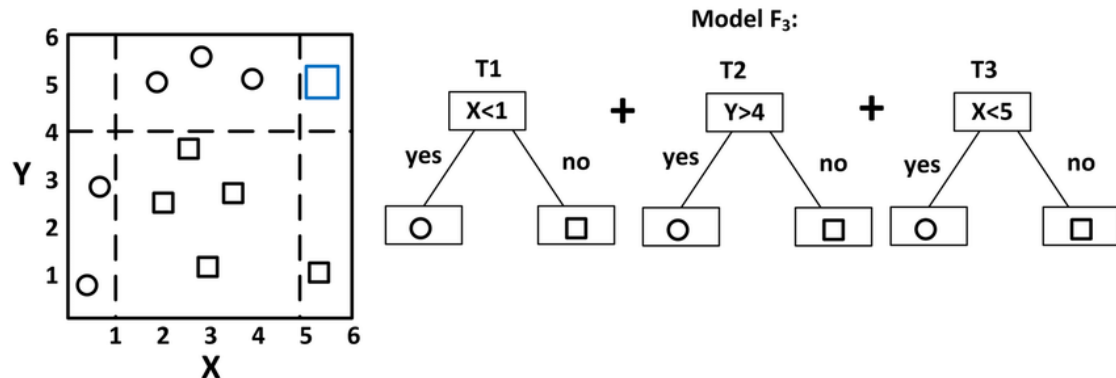 Model F₃:
6
5
4
3
2
1
Y
1 2 3 4 5 6
X
T1
X<1
yes
no
+
T2
Y>4
yes
no
+
T3
X<5
yes
no